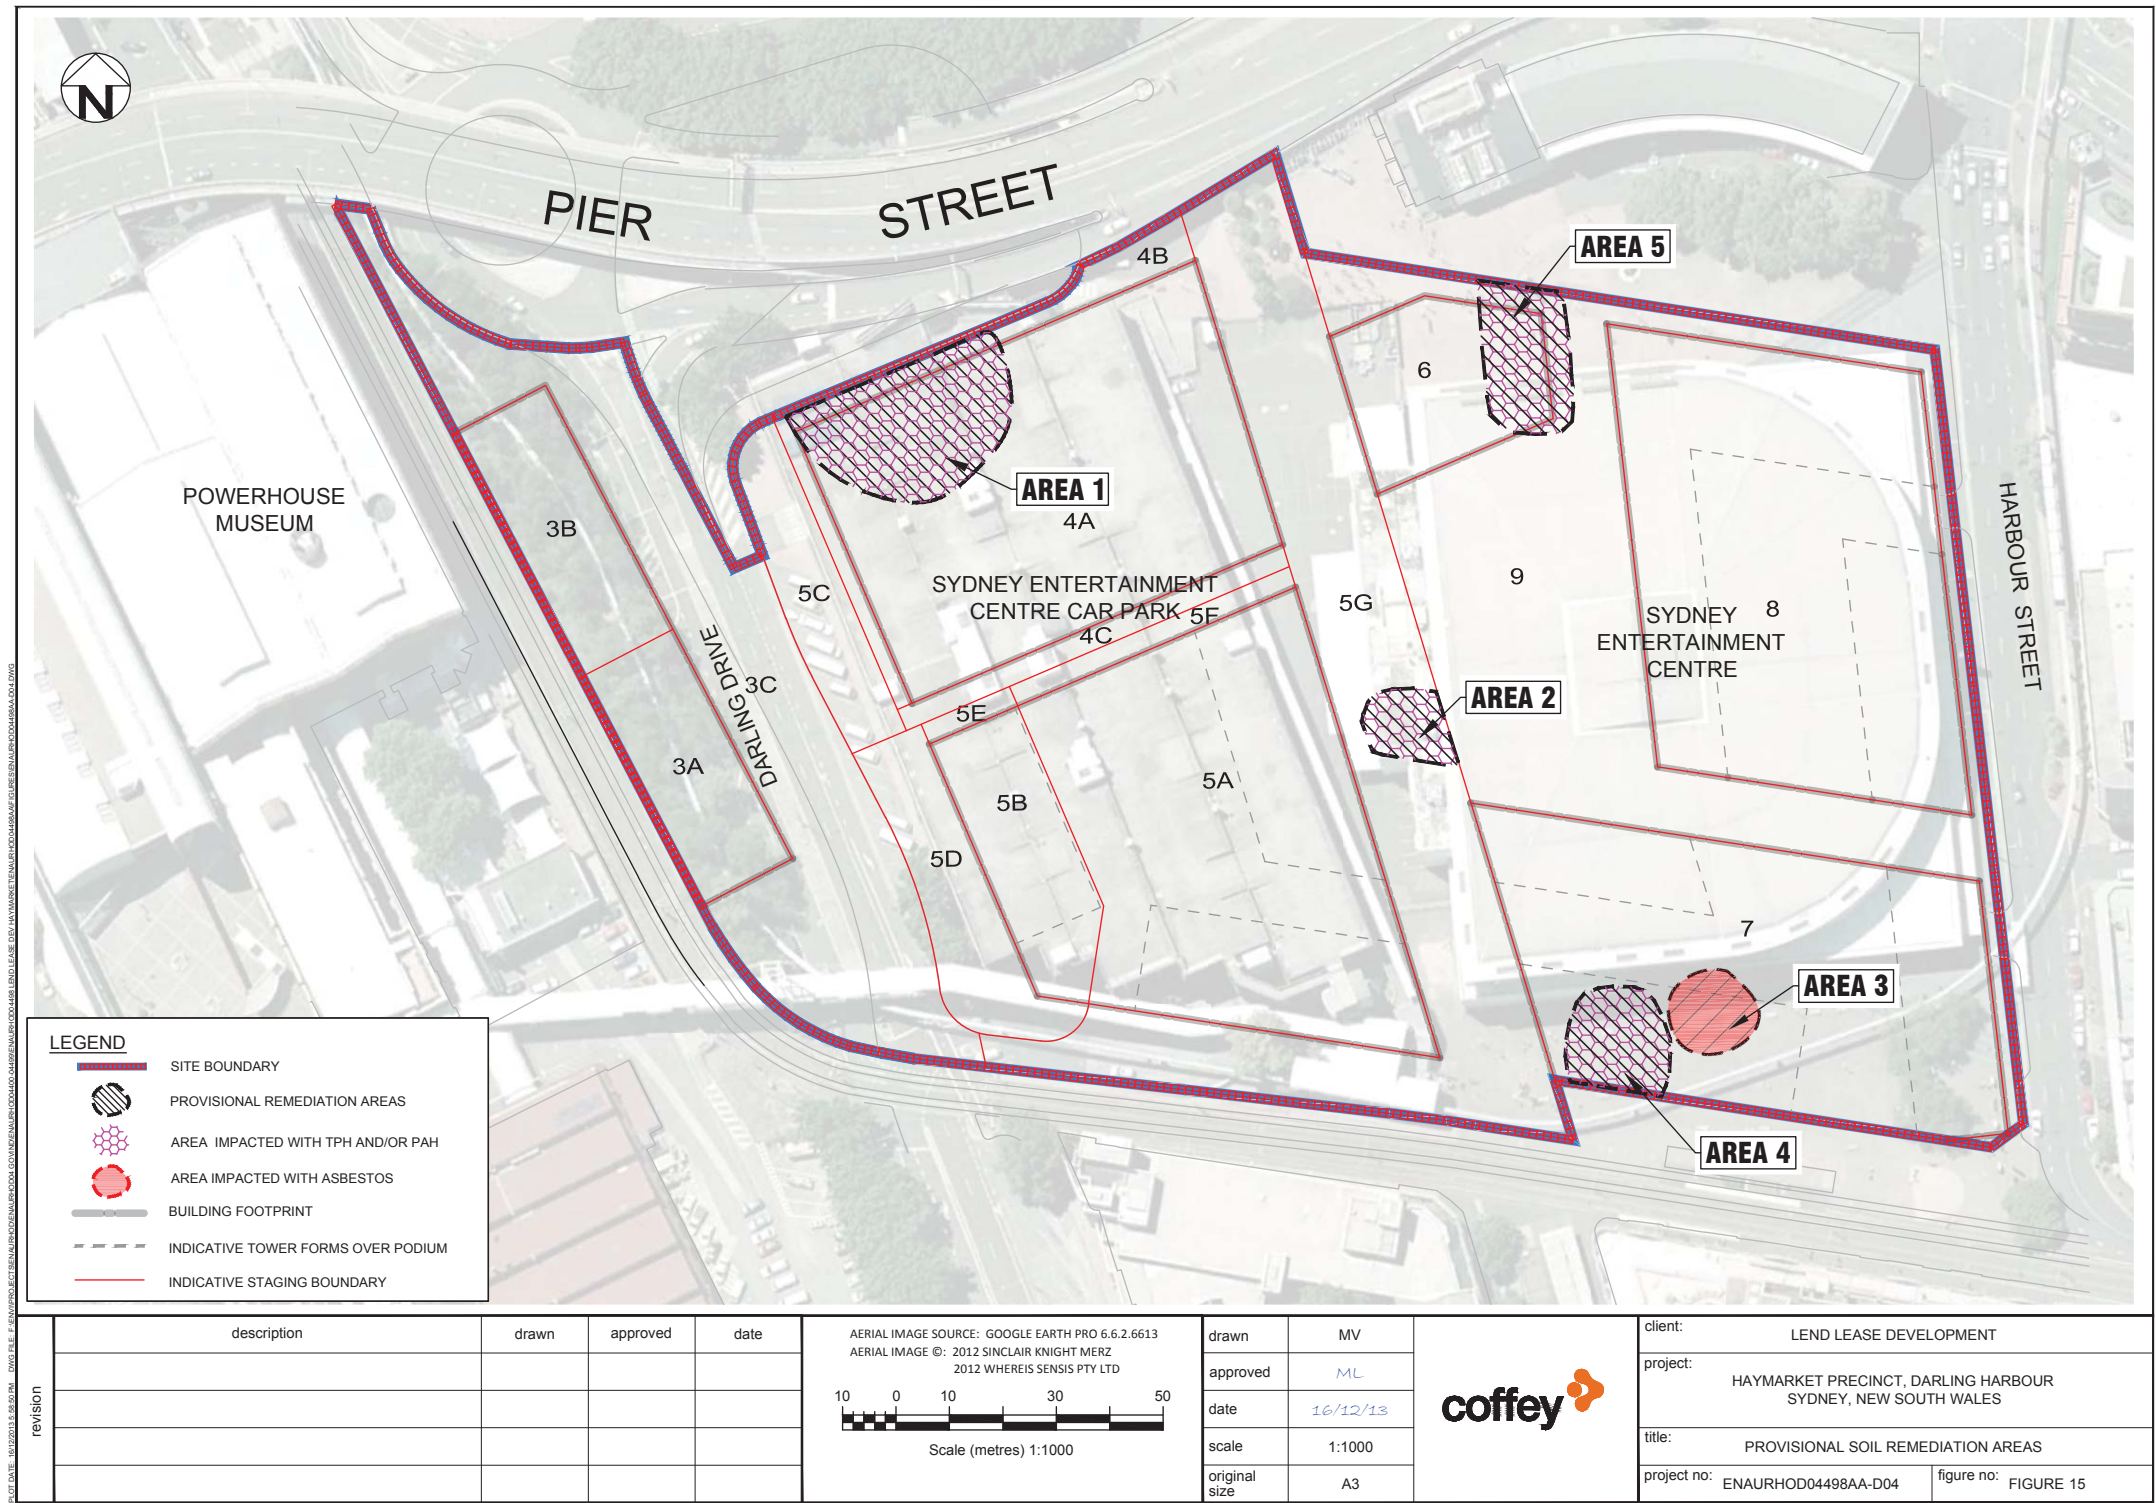 N
PIER STREET
4B
AREA 5
6
AREA 1
4A
POWERHOUSE
MUSEUM
3B
HARBOUR STREET
5C
SYDNEY ENTERTAINMENT
CENTRE CAR PARK
5F
4C
5G
9
8
SYDNEY
ENTERTAINMENT
CENTRE
DARLING DRIVE
3C
AREA 2
5E
3A
5B
5A
5D
7
AREA 3
AREA 4
LEGEND
SITE BOUNDARY
PROVISIONAL REMEDIATION AREAS
AREA IMPACTED WITH TPH AND/OR PAH
AREA IMPACTED WITH ASBESTOS
BUILDING FOOTPRINT
INDICATIVE TOWER FORMS OVER PODIUM
INDICATIVE STAGING BOUNDARY
revision
description drawn approved date
AERIAL IMAGE SOURCE: GOOGLE EARTH PRO 6.6.2.6613
AERIAL IMAGE ©: 2012 SINCLAIR KNIGHT MERZ
2012 WHEREIS SENSIS PTY LTD
10 0 10 30 50
Scale (metres) 1:1000
drawn MV
approved ML
date 16/12/13
scale 1:1000
original
size A3
coffey
client: LEND LEASE DEVELOPMENT
project:
HAYMARKET PRECINCT, DARLING HARBOUR
SYDNEY, NEW SOUTH WALES
title:
PROVISIONAL SOIL REMEDIATION AREAS
project no: ENAURHOD04498AA-D04
figure no: FIGURE 15